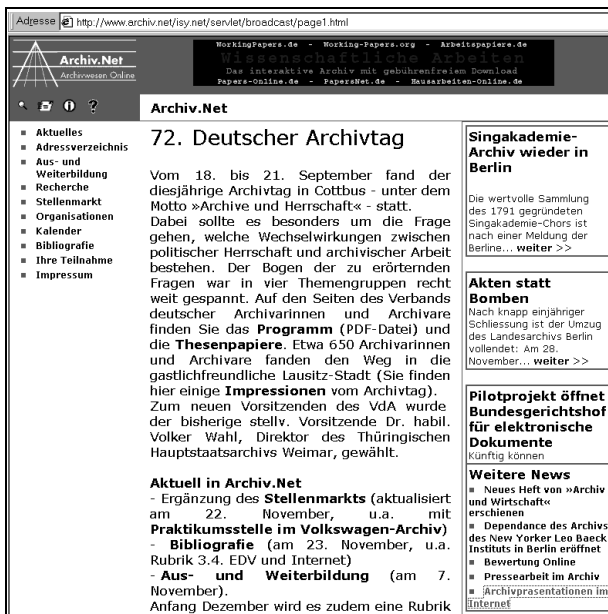 Adresse http://www.archiv.net/isy.net/servlet/broadcast/page1.html
Archiv.Net
Archivwesen Online
WorkingPapers.de - Working-Papers.org - Arbeitspapiere.de
Wissenschaftliche Arbeiten
Das interaktive Archiv mit gebührenfreiem Download
Papers-Online.de - PapersNet.de - Hausarbeiten-Online.de
Archiv.Net
Aktuelles
Adressverzeichnis
Aus- und
Weiterbildung
Recherche
Stellenmarkt
Organisationen
Kalender
Bibliografie
Ihre Teilnahme
Impressum
72. Deutscher Archivtag
Vom 18. bis 21. September fand der
diesjährige Archivtag in Cottbus - unter dem
Motto »Archive und Herrschaft« - statt.
Dabei sollte es besonders um die Frage
gehen, welche Wechselwirkungen zwischen
politischer Herrschaft und archivischer Arbeit
bestehen. Der Bogen der zu erörternden
Fragen war in vier Themengruppen recht
weit gespannt. Auf den Seiten des Verbands
deutscher Archivarinnen und Archivare
finden Sie das Programm (PDF-Datei) und
die Thesenpapiere. Etwa 650 Archivarinnen
und Archivare fanden den Weg in die
gastlichfreundliche Lausitz-Stadt (Sie finden
hier einige Impressionen vom Archivtag).
Zum neuen Vorsitzenden des VdA wurde
der bisherige stellv. Vorsitzende Dr. habil.
Volker Wahl, Direktor des Thüringischen
Hauptstaatsarchivs Weimar, gewählt.
Aktuell in Archiv.Net
- Ergänzung des Stellenmarkts (aktualisiert
am 22. November, u.a. mit
Praktikumsstelle im Volkswagen-Archiv)
- Bibliografie (am 23. November, u.a.
Rubrik 3.4. EDV und Internet)
- Aus- und Weiterbildung (am 7.
November).
Anfang Dezember wird es zudem eine Rubrik
Singakademie-
Archiv wieder in
Berlin
Die wertvolle Sammlung
des 1791 gegründeten
Singakademie-Chors ist
nach einer Meldung der
Berline... weiter >>
Akten statt
Bomben
Nach knapp einjähriger
Schliessung ist der Umzug
des Landesarchivs Berlin
vollendet: Am 28.
November... weiter >>
Pilotprojekt öffnet
Bundesgerichtshof
für elektronische
Dokumente
Künftig können
Weitere News
Neues Heft von »Archiv
und Wirtschaft«
erschienen
Dependance des Archivs
des New Yorker Leo Baeck
Instituts in Berlin eröffnet
Bewertung Online
Pressearbeit im Archiv
Archivpräsentationen im
Internet